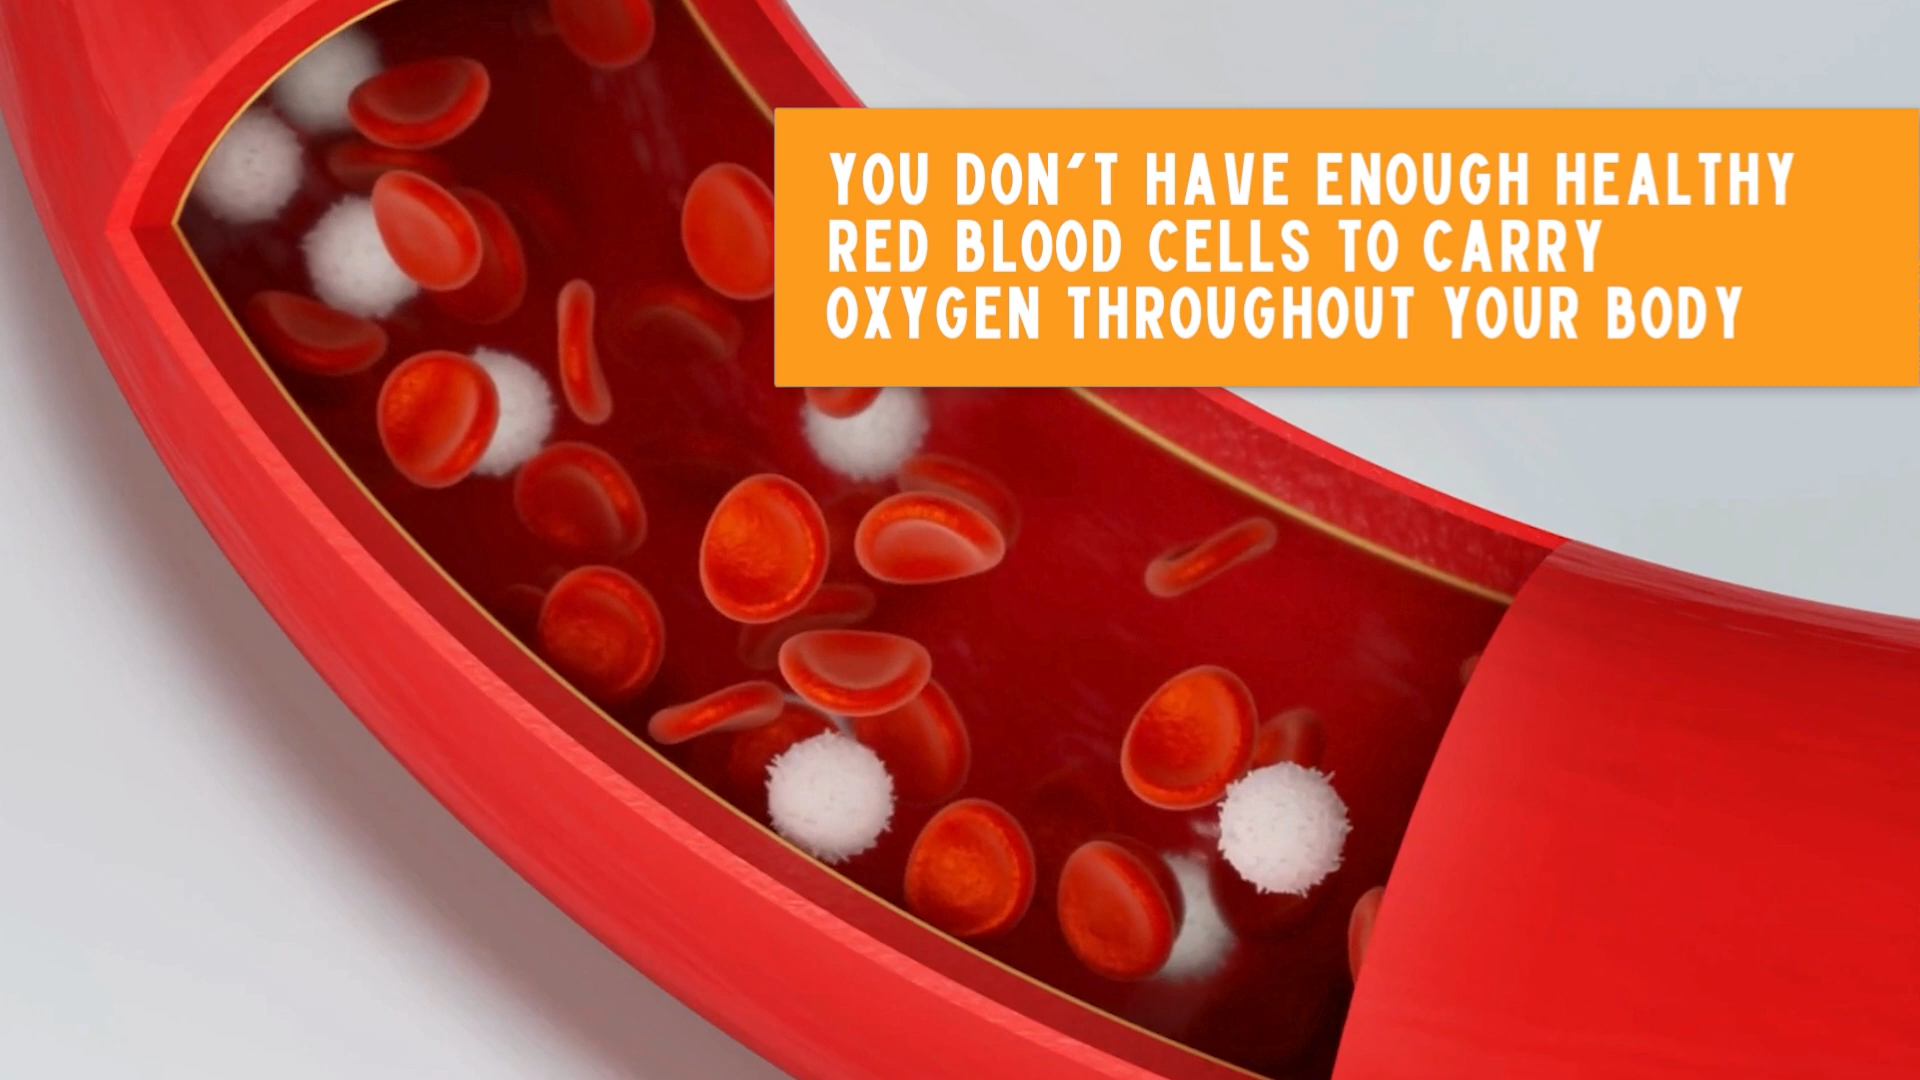 YOU DON'T HAVE ENOUGH HEALTHY
RED BLOOD CELLS TO CARRY
OXYGEN THROUGHOUT YOUR BODY